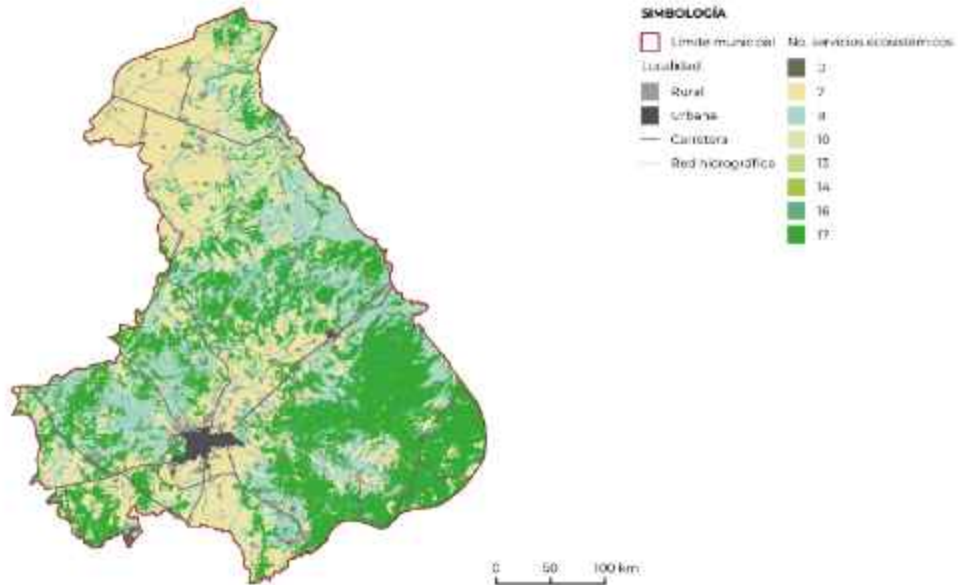 SIMBOLOGÍA
Límite municipal
Localidad
Rural
Urbana
Carretera
Red hidrográfica
No. servicios ecosistémicos
7
8
10
13
14
16
17
0 50 100 km